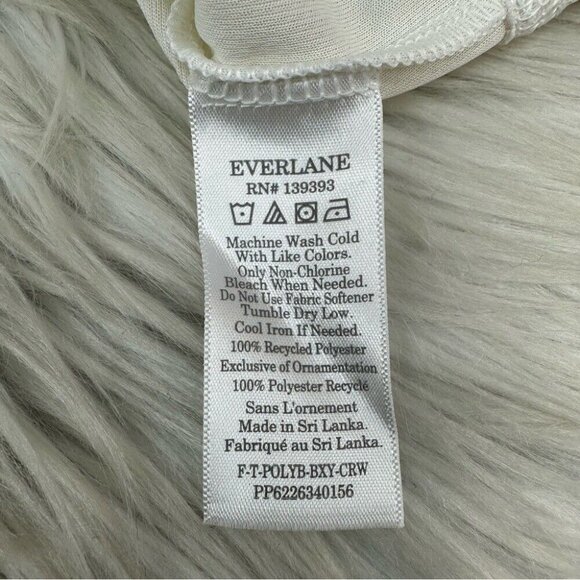 EVERLANE
RN# 139393
Machine Wash Cold
With Like Colors.
Only Non-Chlorine
Bleach When Needed.
Do Not Use Fabric Softener
Tumble Dry Low.
Cool Iron If Needed.
100% Recycled Polyester
Exclusive of Ornamentation
100% Polyester Recyclé
Sans L'ornement
Made in Sri Lanka.
Fabriqué au Sri Lanka.
F-T-POLYB-BXY-CRW
PP6226340156